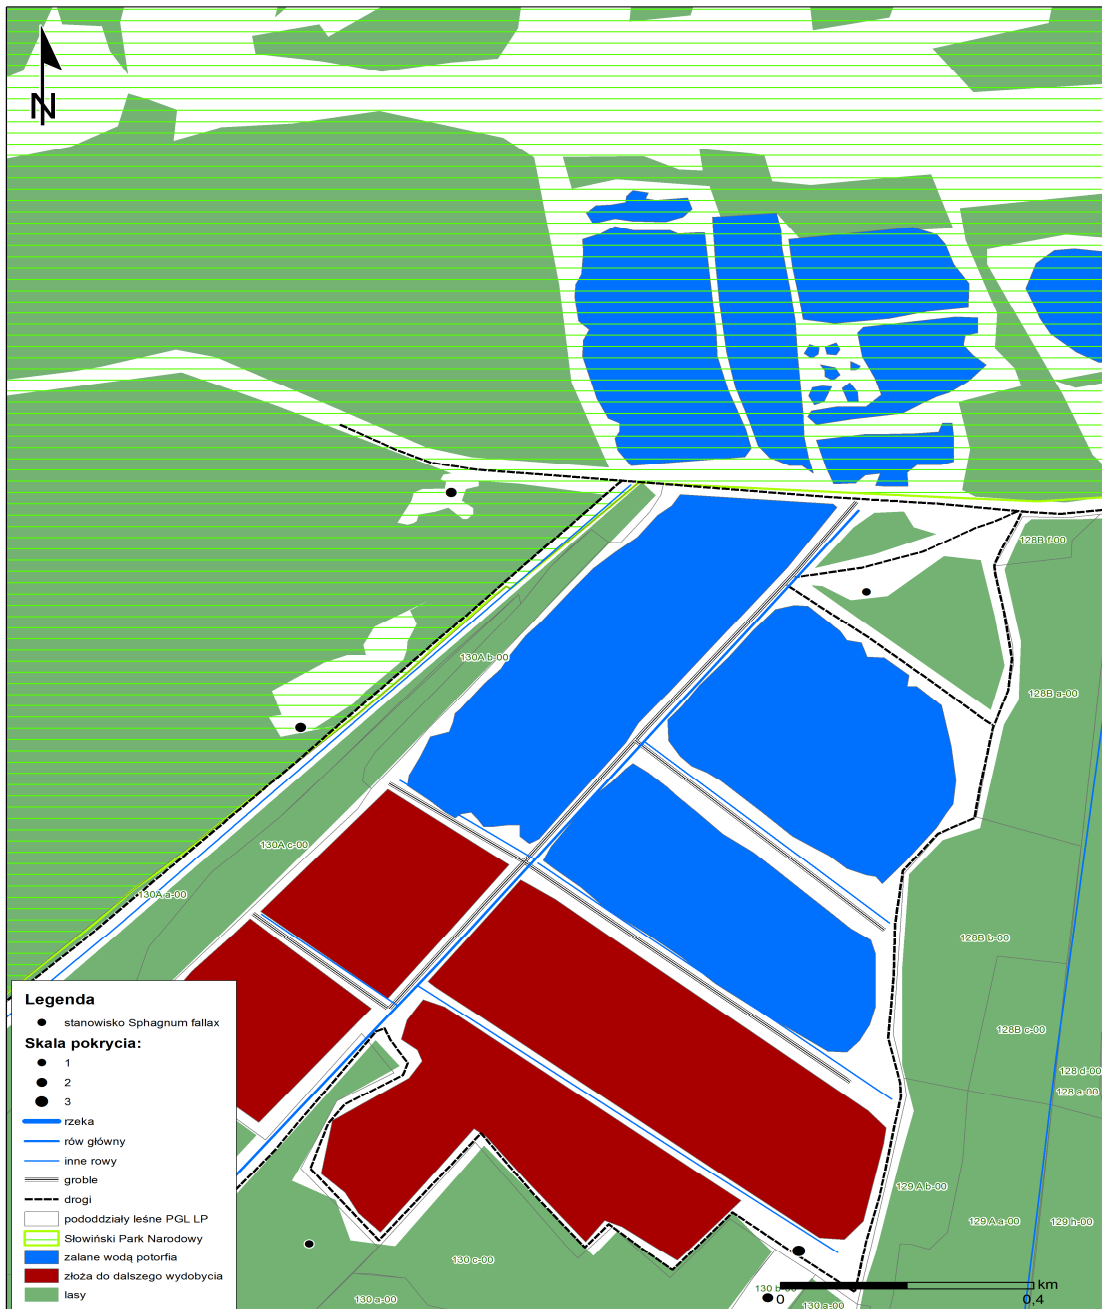 N
128B f-00
130A b-00
128B a-00
130A c-00
130A a-00
128B b-00
128B c-00
128 d-00
128 a-00
129 A b-00
129 A a-00
129 h-00
130 c-00
130 b-00
130 a-00
130 a-00
Legenda
stanowisko Sphagnum fallax
Skala pokrycia:
1
2
3
rzeka
rów główny
inne rowy
groble
drogi
pododdziały leśne PGL LP
Słowiński Park Narodowy
zalane wodą potorfia
złoża do dalszego wydobycia
lasy
km
0
0,4